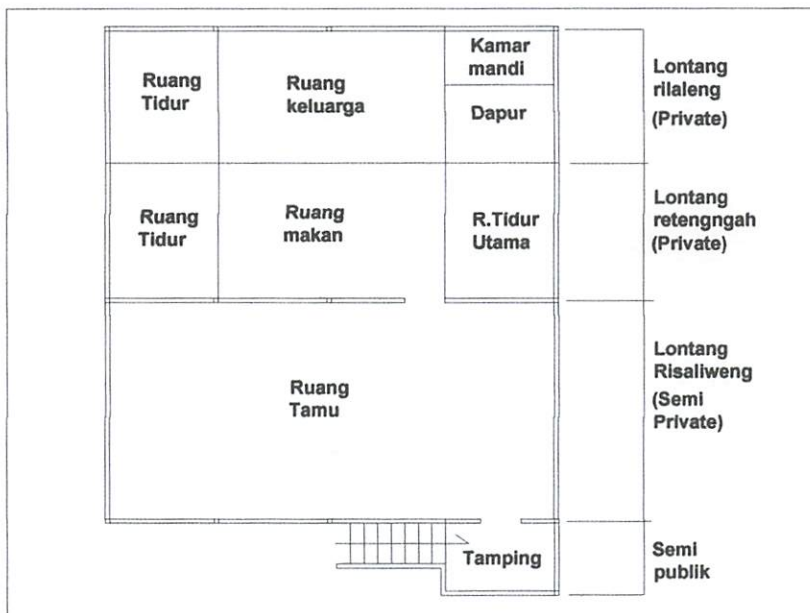 Ruang
Tidur
Ruang
keluarga
Kamar
mandi
Dapur
Lontang
rilaleng
(Private)
Ruang
Tidur
Ruang
makan
R.Tidur
Utama
Lontang
retengngah
(Private)
Ruang
Tamu
Lontang
Risaliweng
(Semi
Private)
Tamping
Semi
publik